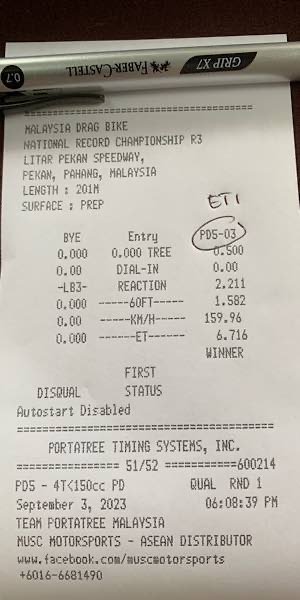 0.7 FABER-CASTELL GRIP X7
MALAYSIA DRAG BIKE
NATIONAL RECORD CHAMPIONSHIP R3
LITAR PEKAN SPEEDWAY,
PEKAN, PAHANG, MALAYSIA
LENGTH : 201M
SURFACE : PREP
ET1
BYE Entry PD5-03
0.000 0.000 TREE 0.500
0.00 DIAL-IN 0.00
-LB3- REACTION 2.211
0.000 ------60FT------ 1.582
0.00 ------KM/H----- 159.96
0.000 -------ET------ 6.716
WINNER
FIRST
DISQUAL STATUS
Autostart Disabled
========================================
PORTATREE TIMING SYSTEMS, INC.
=============== 51/52 ===========600214
PD5 - 4T<150cc PD QUAL RND 1
September 3, 2023 06:08:39 PM
TEAM PORTATREE MALAYSIA
MUSC MOTORSPORTS - ASEAN DISTRIBUTOR
www.facebook.com/muscmotorsports
+6016-6681490